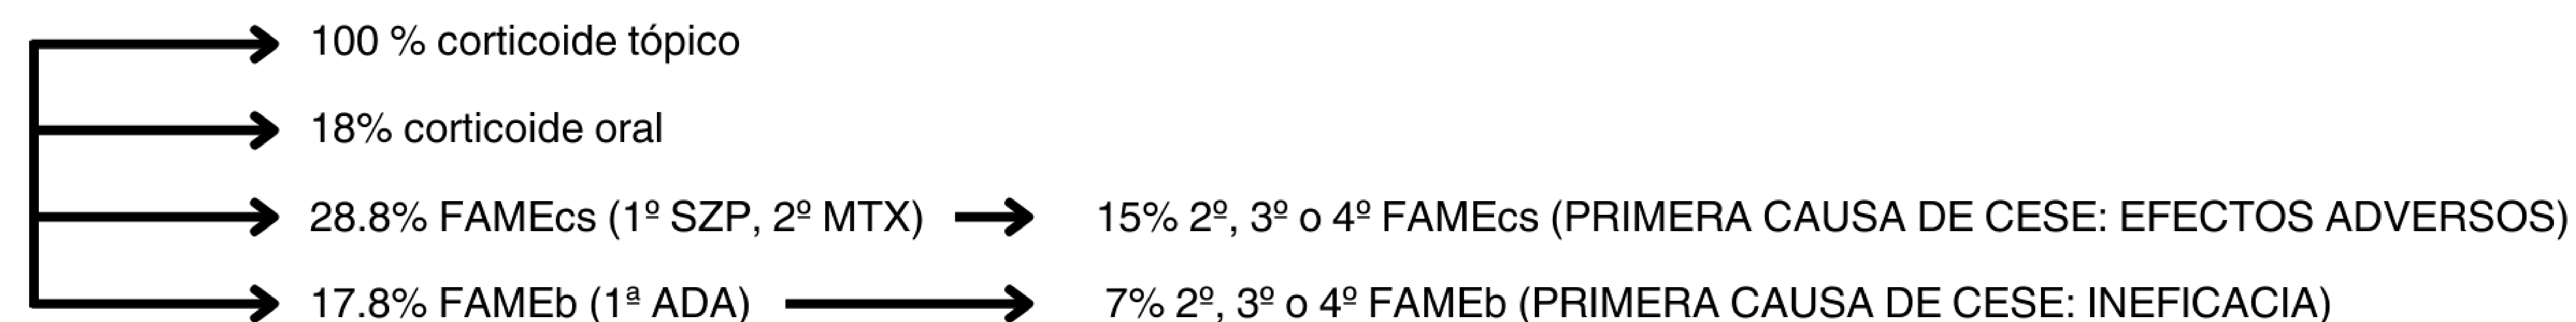 100 % corticoide tópico
18% corticoide oral
28.8% FAMEcs (1º SZP, 2º MTX) 15% 2º, 3º o 4º FAMEcs (PRIMERA CAUSA DE CESE: EFECTOS ADVERSOS)
17.8% FAMEb (1ª ADA) 7% 2º, 3º o 4º FAMEb (PRIMERA CAUSA DE CESE: INEFICACIA)